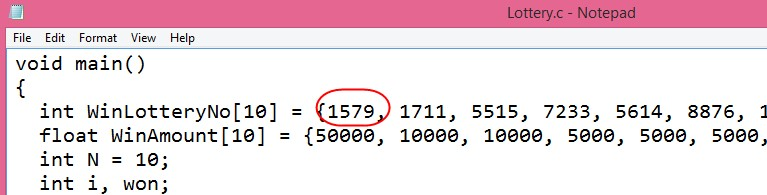 Lottery.c - Notepad
File Edit Format View Help
void main()
{
int WinLotteryNo[10] = {1579, 1711, 5515, 7233, 5614, 8876, 1
float WinAmount[10] = {50000, 10000, 10000, 5000, 5000, 5000,
int N = 10;
int i, won;